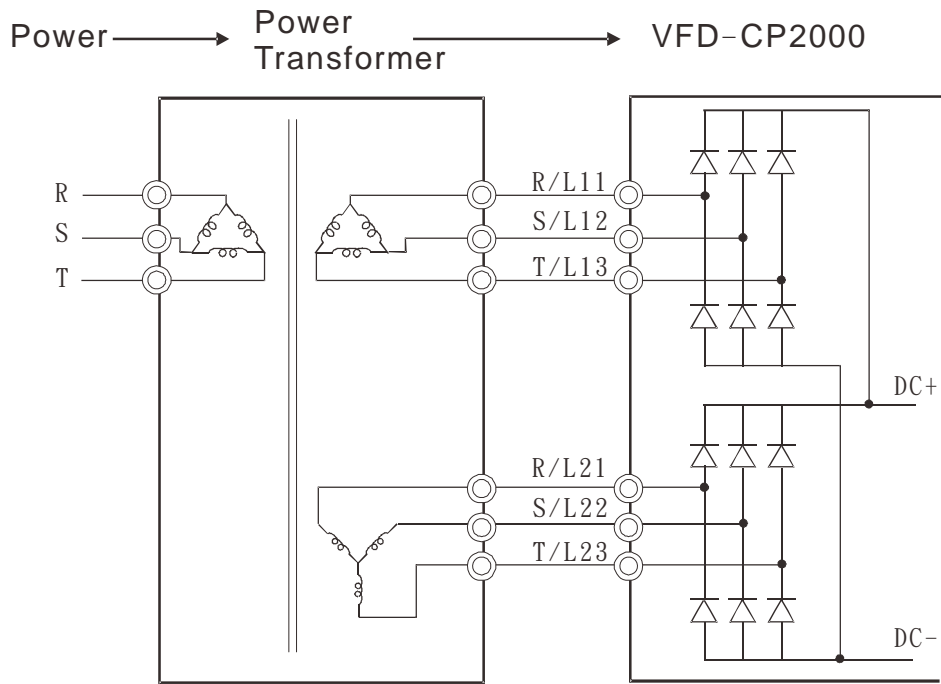 Power Power Transformer VFD-CP2000
R
S
T
R/L11
S/L12
T/L13
DC+
R/L21
S/L22
T/L23
DC-